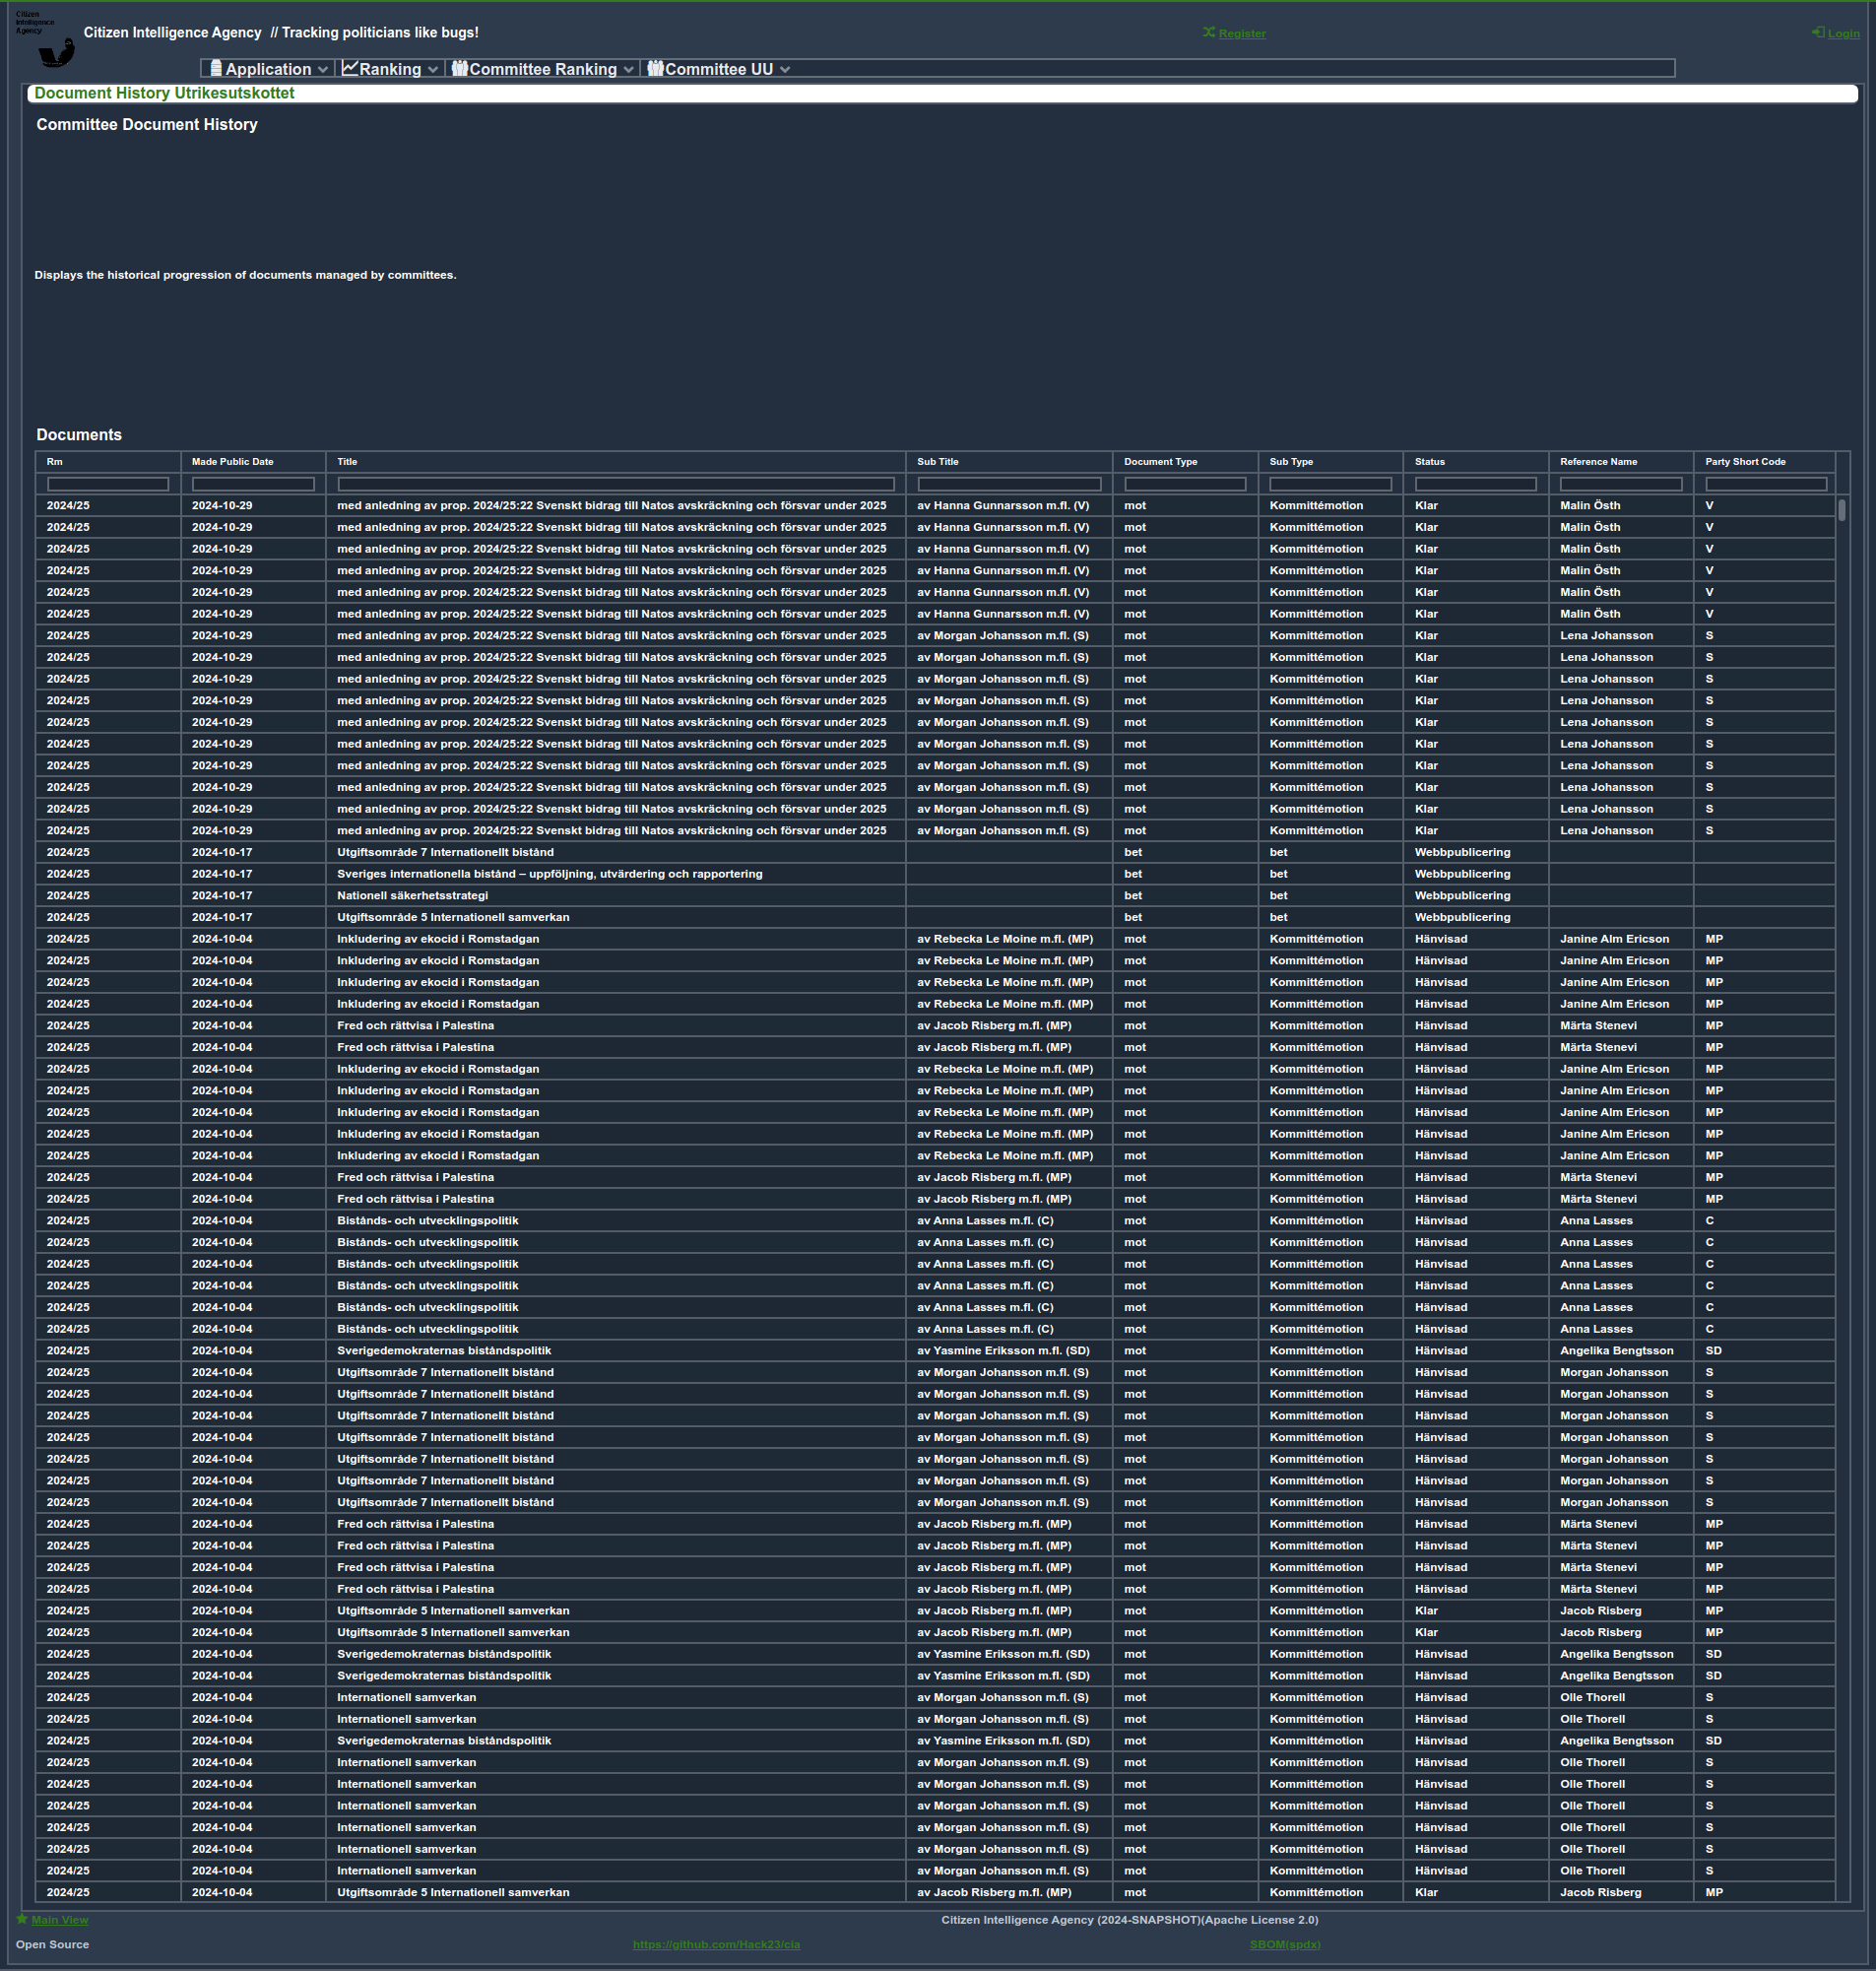 Citizen
Intelligence
Agency
Citizen Intelligence Agency // Tracking politicians like bugs!
Register
Login
Application Ranking Committee Ranking Committee UU
Document History Utrikesutskottet
Committee Document History
Displays the historical progression of documents managed by committees.
Documents
Rm Made Public Date Title Sub Title Document Type Sub Type Status Reference Name Party Short Code
2024/25 2024-10-29 med anledning av prop. 2024/25:22 Svenskt bidrag till Natos avskräckning och försvar under 2025 av Hanna Gunnarsson m.fl. (V) mot Kommittémotion Klar Malin Östh V
2024/25 2024-10-29 med anledning av prop. 2024/25:22 Svenskt bidrag till Natos avskräckning och försvar under 2025 av Hanna Gunnarsson m.fl. (V) mot Kommittémotion Klar Malin Östh V
2024/25 2024-10-29 med anledning av prop. 2024/25:22 Svenskt bidrag till Natos avskräckning och försvar under 2025 av Hanna Gunnarsson m.fl. (V) mot Kommittémotion Klar Malin Östh V
2024/25 2024-10-29 med anledning av prop. 2024/25:22 Svenskt bidrag till Natos avskräckning och försvar under 2025 av Hanna Gunnarsson m.fl. (V) mot Kommittémotion Klar Malin Östh V
2024/25 2024-10-29 med anledning av prop. 2024/25:22 Svenskt bidrag till Natos avskräckning och försvar under 2025 av Hanna Gunnarsson m.fl. (V) mot Kommittémotion Klar Malin Östh V
2024/25 2024-10-29 med anledning av prop. 2024/25:22 Svenskt bidrag till Natos avskräckning och försvar under 2025 av Hanna Gunnarsson m.fl. (V) mot Kommittémotion Klar Malin Östh V
2024/25 2024-10-29 med anledning av prop. 2024/25:22 Svenskt bidrag till Natos avskräckning och försvar under 2025 av Morgan Johansson m.fl. (S) mot Kommittémotion Klar Lena Johansson S
2024/25 2024-10-29 med anledning av prop. 2024/25:22 Svenskt bidrag till Natos avskräckning och försvar under 2025 av Morgan Johansson m.fl. (S) mot Kommittémotion Klar Lena Johansson S
2024/25 2024-10-29 med anledning av prop. 2024/25:22 Svenskt bidrag till Natos avskräckning och försvar under 2025 av Morgan Johansson m.fl. (S) mot Kommittémotion Klar Lena Johansson S
2024/25 2024-10-29 med anledning av prop. 2024/25:22 Svenskt bidrag till Natos avskräckning och försvar under 2025 av Morgan Johansson m.fl. (S) mot Kommittémotion Klar Lena Johansson S
2024/25 2024-10-29 med anledning av prop. 2024/25:22 Svenskt bidrag till Natos avskräckning och försvar under 2025 av Morgan Johansson m.fl. (S) mot Kommittémotion Klar Lena Johansson S
2024/25 2024-10-29 med anledning av prop. 2024/25:22 Svenskt bidrag till Natos avskräckning och försvar under 2025 av Morgan Johansson m.fl. (S) mot Kommittémotion Klar Lena Johansson S
2024/25 2024-10-29 med anledning av prop. 2024/25:22 Svenskt bidrag till Natos avskräckning och försvar under 2025 av Morgan Johansson m.fl. (S) mot Kommittémotion Klar Lena Johansson S
2024/25 2024-10-29 med anledning av prop. 2024/25:22 Svenskt bidrag till Natos avskräckning och försvar under 2025 av Morgan Johansson m.fl. (S) mot Kommittémotion Klar Lena Johansson S
2024/25 2024-10-29 med anledning av prop. 2024/25:22 Svenskt bidrag till Natos avskräckning och försvar under 2025 av Morgan Johansson m.fl. (S) mot Kommittémotion Klar Lena Johansson S
2024/25 2024-10-29 med anledning av prop. 2024/25:22 Svenskt bidrag till Natos avskräckning och försvar under 2025 av Morgan Johansson m.fl. (S) mot Kommittémotion Klar Lena Johansson S
2024/25 2024-10-17 Utgiftsområde 7 Internationellt bistånd bet bet Webbpublicering
2024/25 2024-10-17 Sveriges internationella bistånd – uppföljning, utvärdering och rapportering bet bet Webbpublicering
2024/25 2024-10-17 Nationell säkerhetsstrategi bet bet Webbpublicering
2024/25 2024-10-17 Utgiftsområde 5 Internationell samverkan bet bet Webbpublicering
2024/25 2024-10-04 Inkludering av ekocid i Romstadgan av Rebecka Le Moine m.fl. (MP) mot Kommittémotion Hänvisad Janine Alm Ericson MP
2024/25 2024-10-04 Inkludering av ekocid i Romstadgan av Rebecka Le Moine m.fl. (MP) mot Kommittémotion Hänvisad Janine Alm Ericson MP
2024/25 2024-10-04 Inkludering av ekocid i Romstadgan av Rebecka Le Moine m.fl. (MP) mot Kommittémotion Hänvisad Janine Alm Ericson MP
2024/25 2024-10-04 Inkludering av ekocid i Romstadgan av Rebecka Le Moine m.fl. (MP) mot Kommittémotion Hänvisad Janine Alm Ericson MP
2024/25 2024-10-04 Fred och rättvisa i Palestina av Jacob Risberg m.fl. (MP) mot Kommittémotion Hänvisad Märta Stenevi MP
2024/25 2024-10-04 Fred och rättvisa i Palestina av Jacob Risberg m.fl. (MP) mot Kommittémotion Hänvisad Märta Stenevi MP
2024/25 2024-10-04 Inkludering av ekocid i Romstadgan av Rebecka Le Moine m.fl. (MP) mot Kommittémotion Hänvisad Janine Alm Ericson MP
2024/25 2024-10-04 Inkludering av ekocid i Romstadgan av Rebecka Le Moine m.fl. (MP) mot Kommittémotion Hänvisad Janine Alm Ericson MP
2024/25 2024-10-04 Inkludering av ekocid i Romstadgan av Rebecka Le Moine m.fl. (MP) mot Kommittémotion Hänvisad Janine Alm Ericson MP
2024/25 2024-10-04 Inkludering av ekocid i Romstadgan av Rebecka Le Moine m.fl. (MP) mot Kommittémotion Hänvisad Janine Alm Ericson MP
2024/25 2024-10-04 Inkludering av ekocid i Romstadgan av Rebecka Le Moine m.fl. (MP) mot Kommittémotion Hänvisad Janine Alm Ericson MP
2024/25 2024-10-04 Fred och rättvisa i Palestina av Jacob Risberg m.fl. (MP) mot Kommittémotion Hänvisad Märta Stenevi MP
2024/25 2024-10-04 Fred och rättvisa i Palestina av Jacob Risberg m.fl. (MP) mot Kommittémotion Hänvisad Märta Stenevi MP
2024/25 2024-10-04 Bistånds- och utvecklingspolitik av Anna Lasses m.fl. (C) mot Kommittémotion Hänvisad Anna Lasses C
2024/25 2024-10-04 Bistånds- och utvecklingspolitik av Anna Lasses m.fl. (C) mot Kommittémotion Hänvisad Anna Lasses C
2024/25 2024-10-04 Bistånds- och utvecklingspolitik av Anna Lasses m.fl. (C) mot Kommittémotion Hänvisad Anna Lasses C
2024/25 2024-10-04 Bistånds- och utvecklingspolitik av Anna Lasses m.fl. (C) mot Kommittémotion Hänvisad Anna Lasses C
2024/25 2024-10-04 Bistånds- och utvecklingspolitik av Anna Lasses m.fl. (C) mot Kommittémotion Hänvisad Anna Lasses C
2024/25 2024-10-04 Bistånds- och utvecklingspolitik av Anna Lasses m.fl. (C) mot Kommittémotion Hänvisad Anna Lasses C
2024/25 2024-10-04 Sverigedemokraternas biståndspolitik av Yasmine Eriksson m.fl. (SD) mot Kommittémotion Hänvisad Angelika Bengtsson SD
2024/25 2024-10-04 Utgiftsområde 7 Internationellt bistånd av Morgan Johansson m.fl. (S) mot Kommittémotion Hänvisad Morgan Johansson S
2024/25 2024-10-04 Utgiftsområde 7 Internationellt bistånd av Morgan Johansson m.fl. (S) mot Kommittémotion Hänvisad Morgan Johansson S
2024/25 2024-10-04 Utgiftsområde 7 Internationellt bistånd av Morgan Johansson m.fl. (S) mot Kommittémotion Hänvisad Morgan Johansson S
2024/25 2024-10-04 Utgiftsområde 7 Internationellt bistånd av Morgan Johansson m.fl. (S) mot Kommittémotion Hänvisad Morgan Johansson S
2024/25 2024-10-04 Utgiftsområde 7 Internationellt bistånd av Morgan Johansson m.fl. (S) mot Kommittémotion Hänvisad Morgan Johansson S
2024/25 2024-10-04 Utgiftsområde 7 Internationellt bistånd av Morgan Johansson m.fl. (S) mot Kommittémotion Hänvisad Morgan Johansson S
2024/25 2024-10-04 Utgiftsområde 7 Internationellt bistånd av Morgan Johansson m.fl. (S) mot Kommittémotion Hänvisad Morgan Johansson S
2024/25 2024-10-04 Fred och rättvisa i Palestina av Jacob Risberg m.fl. (MP) mot Kommittémotion Hänvisad Märta Stenevi MP
2024/25 2024-10-04 Fred och rättvisa i Palestina av Jacob Risberg m.fl. (MP) mot Kommittémotion Hänvisad Märta Stenevi MP
2024/25 2024-10-04 Fred och rättvisa i Palestina av Jacob Risberg m.fl. (MP) mot Kommittémotion Hänvisad Märta Stenevi MP
2024/25 2024-10-04 Fred och rättvisa i Palestina av Jacob Risberg m.fl. (MP) mot Kommittémotion Hänvisad Märta Stenevi MP
2024/25 2024-10-04 Utgiftsområde 5 Internationell samverkan av Jacob Risberg m.fl. (MP) mot Kommittémotion Klar Jacob Risberg MP
2024/25 2024-10-04 Utgiftsområde 5 Internationell samverkan av Jacob Risberg m.fl. (MP) mot Kommittémotion Klar Jacob Risberg MP
2024/25 2024-10-04 Sverigedemokraternas biståndspolitik av Yasmine Eriksson m.fl. (SD) mot Kommittémotion Hänvisad Angelika Bengtsson SD
2024/25 2024-10-04 Sverigedemokraternas biståndspolitik av Yasmine Eriksson m.fl. (SD) mot Kommittémotion Hänvisad Angelika Bengtsson SD
2024/25 2024-10-04 Internationell samverkan av Morgan Johansson m.fl. (S) mot Kommittémotion Hänvisad Olle Thorell S
2024/25 2024-10-04 Internationell samverkan av Morgan Johansson m.fl. (S) mot Kommittémotion Hänvisad Olle Thorell S
2024/25 2024-10-04 Sverigedemokraternas biståndspolitik av Yasmine Eriksson m.fl. (SD) mot Kommittémotion Hänvisad Angelika Bengtsson SD
2024/25 2024-10-04 Internationell samverkan av Morgan Johansson m.fl. (S) mot Kommittémotion Hänvisad Olle Thorell S
2024/25 2024-10-04 Internationell samverkan av Morgan Johansson m.fl. (S) mot Kommittémotion Hänvisad Olle Thorell S
2024/25 2024-10-04 Internationell samverkan av Morgan Johansson m.fl. (S) mot Kommittémotion Hänvisad Olle Thorell S
2024/25 2024-10-04 Internationell samverkan av Morgan Johansson m.fl. (S) mot Kommittémotion Hänvisad Olle Thorell S
2024/25 2024-10-04 Internationell samverkan av Morgan Johansson m.fl. (S) mot Kommittémotion Hänvisad Olle Thorell S
2024/25 2024-10-04 Internationell samverkan av Morgan Johansson m.fl. (S) mot Kommittémotion Hänvisad Olle Thorell S
2024/25 2024-10-04 Utgiftsområde 5 Internationell samverkan av Jacob Risberg m.fl. (MP) mot Kommittémotion Klar Jacob Risberg MP
Main View Citizen Intelligence Agency (2024-SNAPSHOT)(Apache License 2.0)
Open Source https://github.com/Hack23/cia SBOM(spdx)